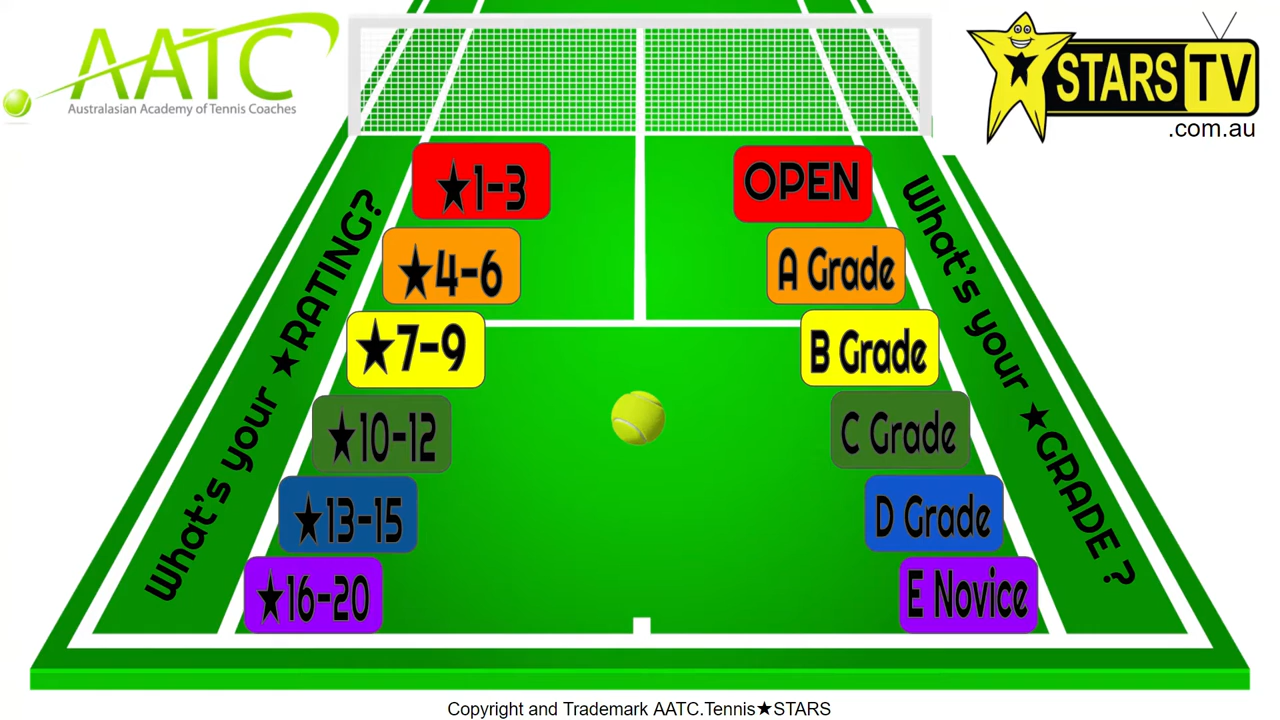 AATC
Australasian Academy of Tennis Coaches
STARS TV
.com.au
What's your ★RATING?
★1-3
★4-6
★7-9
★10-12
★13-15
★16-20
OPEN
A Grade
B Grade
C Grade
D Grade
E Novice
What's your ★GRADE ?
Copyright and Trademark AATC.Tennis★STARS